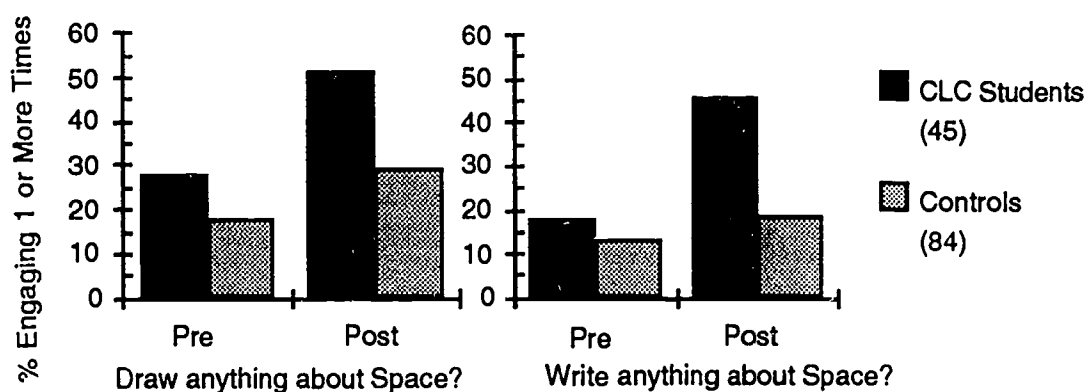 % Engaging 1 or More Times
60
50
40
30
20
10
0
Pre
Post
Draw anything about Space?
60
50
40
30
20
10
0
Pre
Post
Write anything about Space?
CLC Students
(45)
Controls
(84)